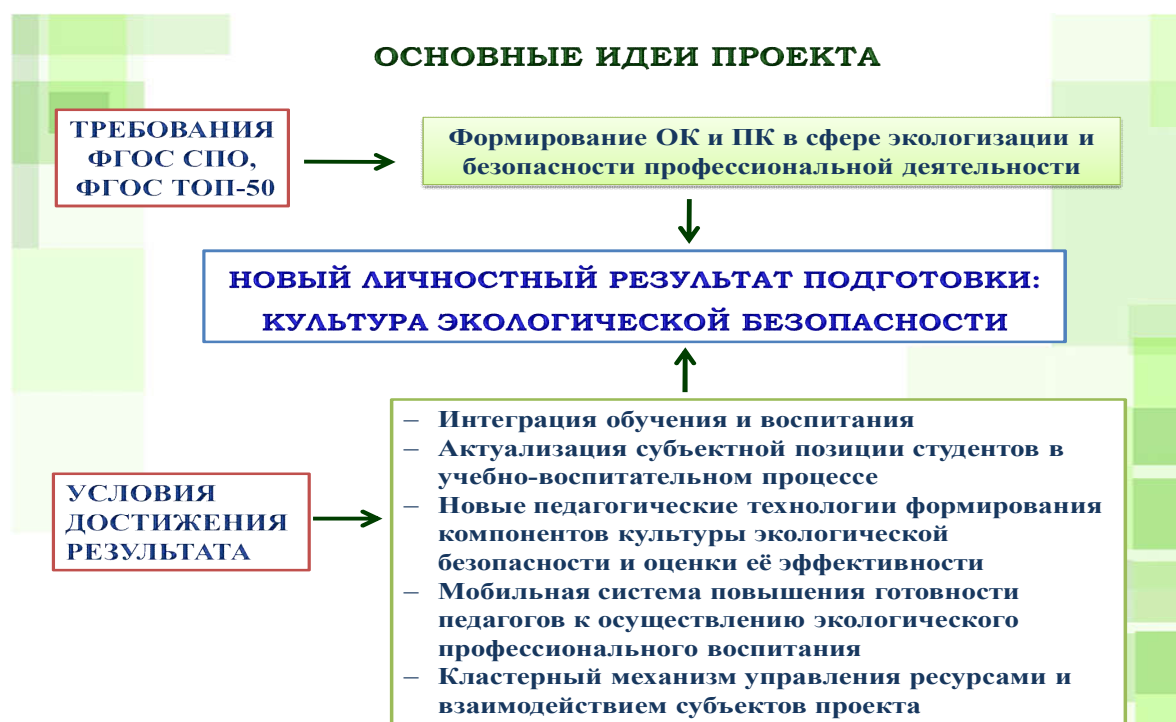 ОСНОВНЫЕ ИДЕИ ПРОЕКТА
ТРЕБОВАНИЯ
ФГОС СПО,
ФГОС ТОП-50
Формирование ОК и ПК в сфере экологизации и
безопасности профессиональной деятельности
НОВЫЙ ЛИЧНОСТНЫЙ РЕЗУЛЬТАТ ПОДГОТОВКИ:
КУЛЬТУРА ЭКОЛОГИЧЕСКОЙ БЕЗОПАСНОСТИ
УСЛОВИЯ
ДОСТИЖЕНИЯ
РЕЗУЛЬТАТА
– Интеграция обучения и воспитания
– Актуализация субъектной позиции студентов в
учебно-воспитательном процессе
– Новые педагогические технологии формирования
компонентов культуры экологической
безопасности и оценки её эффективности
– Мобильная система повышения готовности
педагогов к осуществлению экологического
профессионального воспитания
– Кластерный механизм управления ресурсами и
взаимодействием субъектов проекта